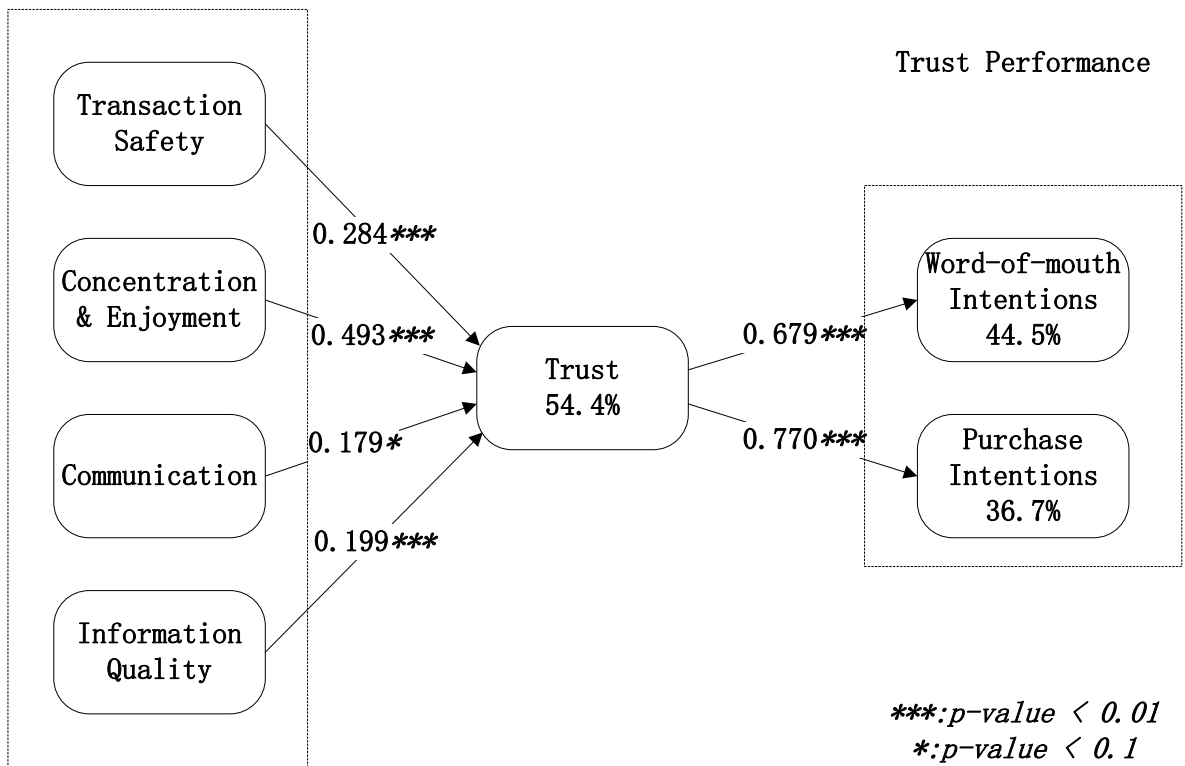 Trust Performance
Transaction
Safety
0.284***
Concentration
& Enjoyment
0.493***
Communication
0.179*
Information
Quality
0.199***
Trust
54.4%
0.679***
0.770***
Word-of-mouth
Intentions
44.5%
Purchase
Intentions
36.7%
***:p-value < 0.01
*:p-value < 0.1